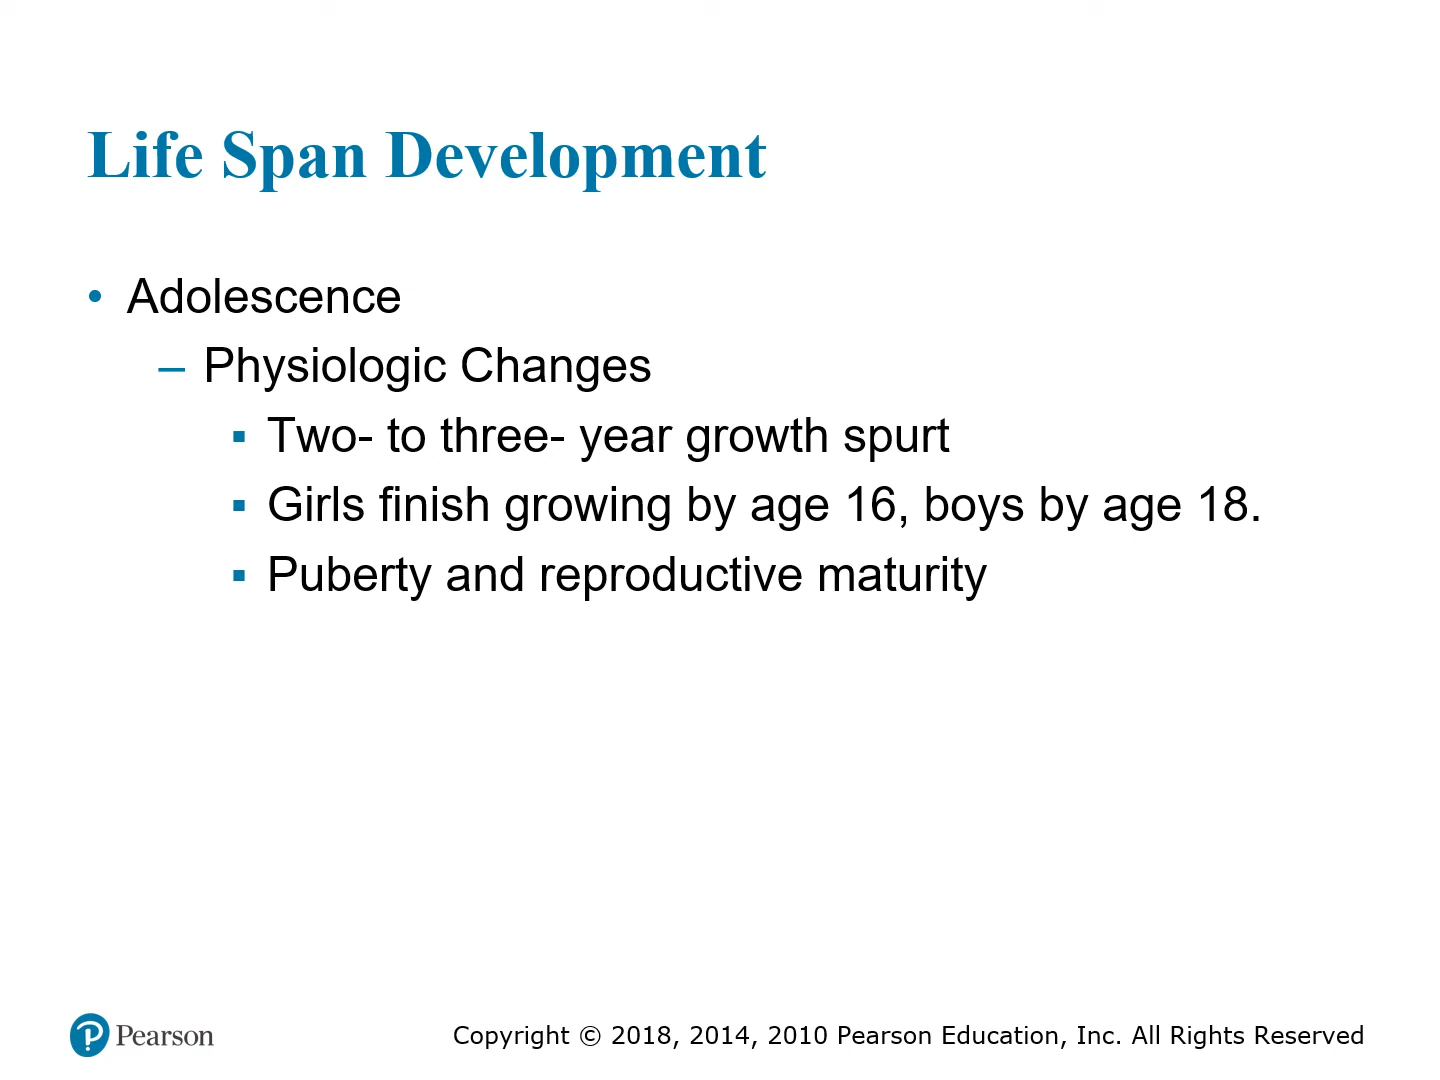 Life Span Development
• Adolescence
– Physiologic Changes
▪ Two- to three- year growth spurt
▪ Girls finish growing by age 16, boys by age 18.
▪ Puberty and reproductive maturity
Pearson
Copyright © 2018, 2014, 2010 Pearson Education, Inc. All Rights Reserved